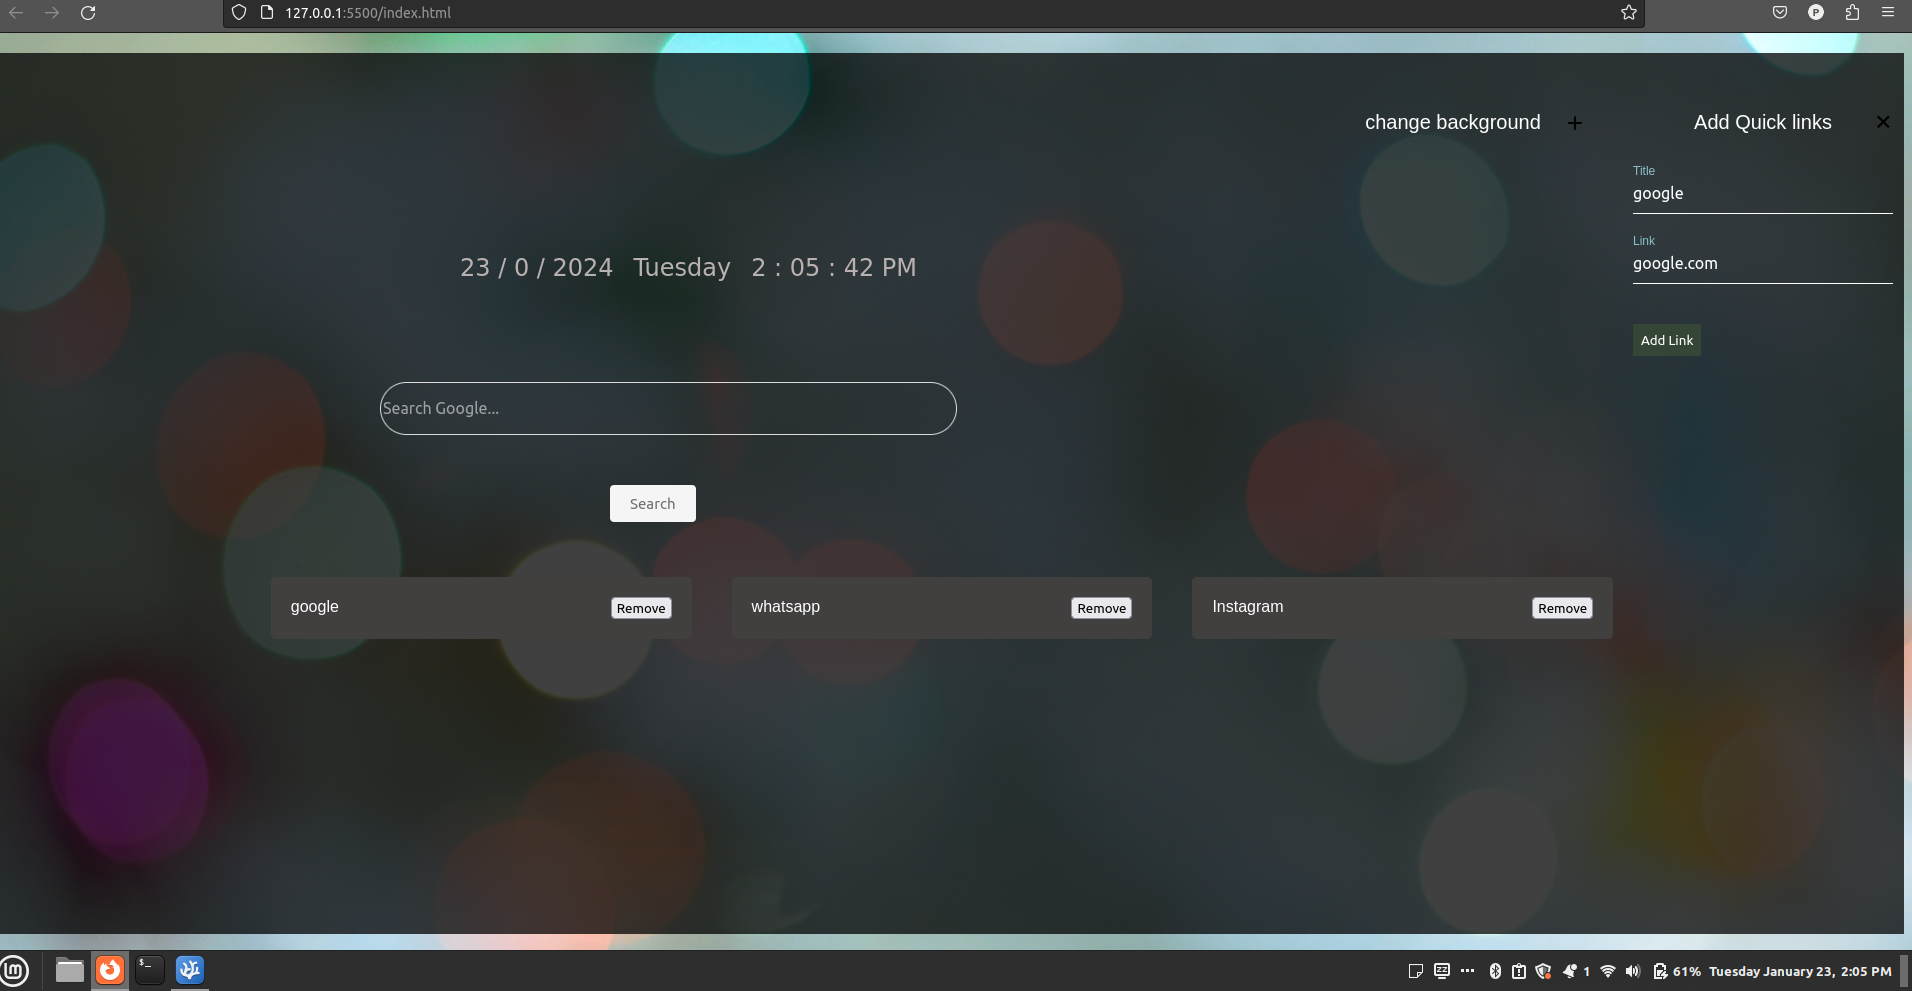 127.0.0.1:5500/index.html
P
change background +
Add Quick links ×
Title
google
Link
google.com
Add Link
23 / 0 / 2024 Tuesday 2 : 05 : 42 PM
Search Google...
Search
google Remove
whatsapp Remove
Instagram Remove
lm
$_
zz
1
61%
Tuesday January 23, 2:05 PM